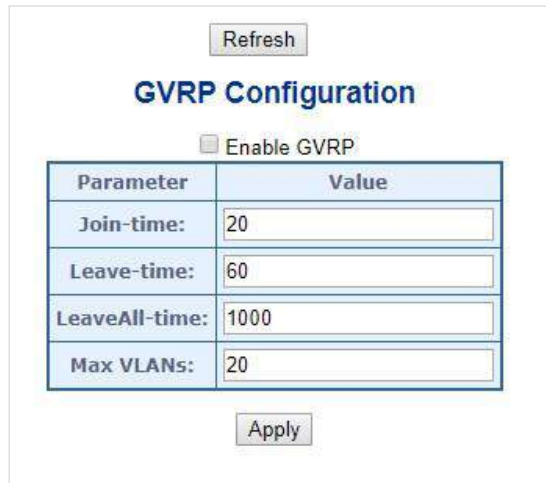 Refresh
GVRP Configuration
Enable GVRP
Parameter Value
Join-time: 20
Leave-time: 60
LeaveAll-time: 1000
Max VLANs: 20
Apply